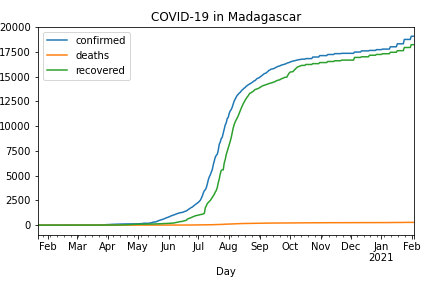 COVID-19 in Madagascar
confirmed
deaths
recovered
20000
17500
15000
12500
10000
7500
5000
2500
0
Feb Mar Apr May Jun Jul Aug Sep Oct Nov Dec Jan Feb
2021
Day